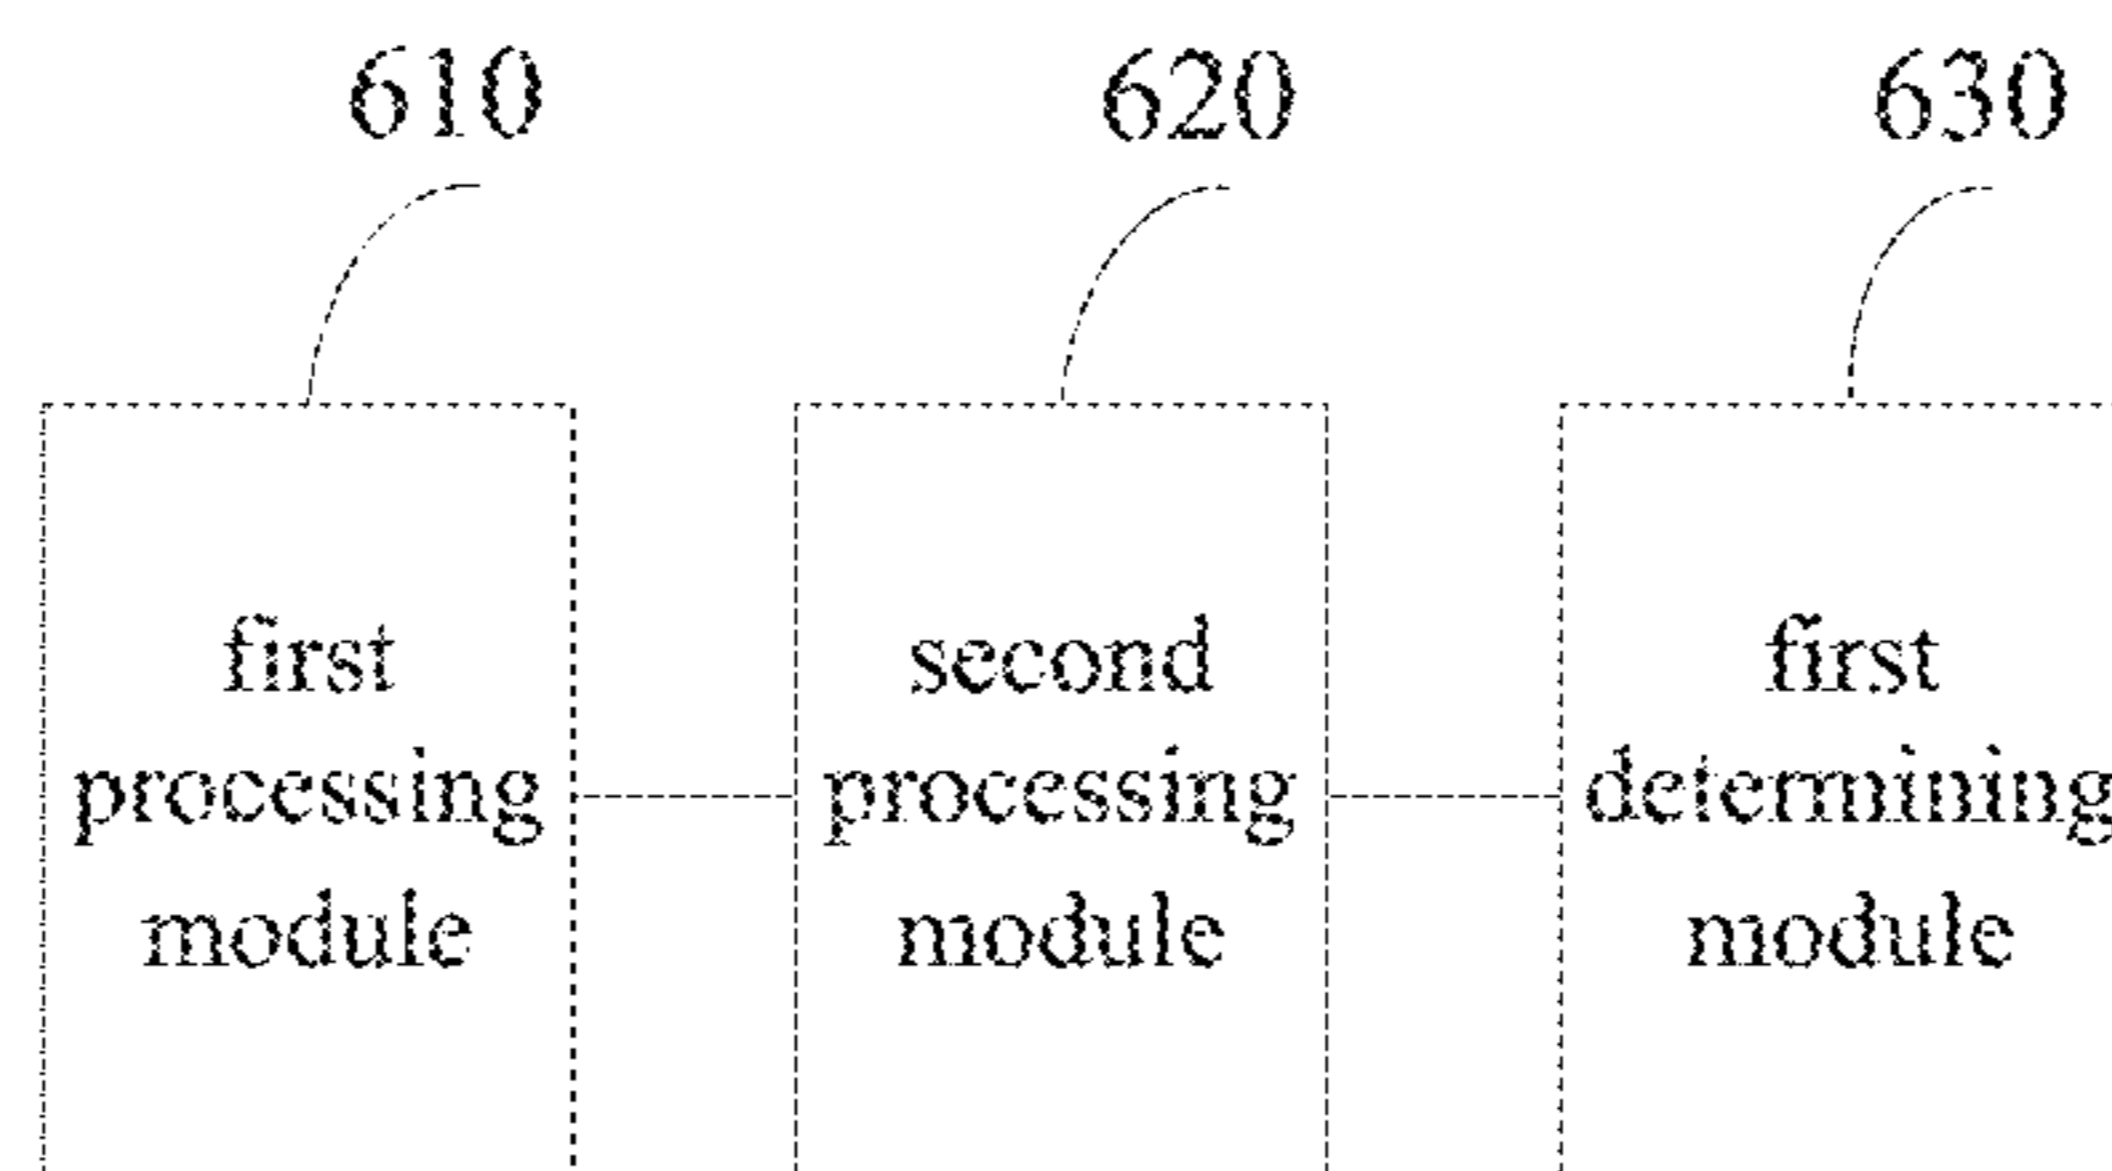 610
620
630
first
processing
module
second
processing
module
first
determining
module